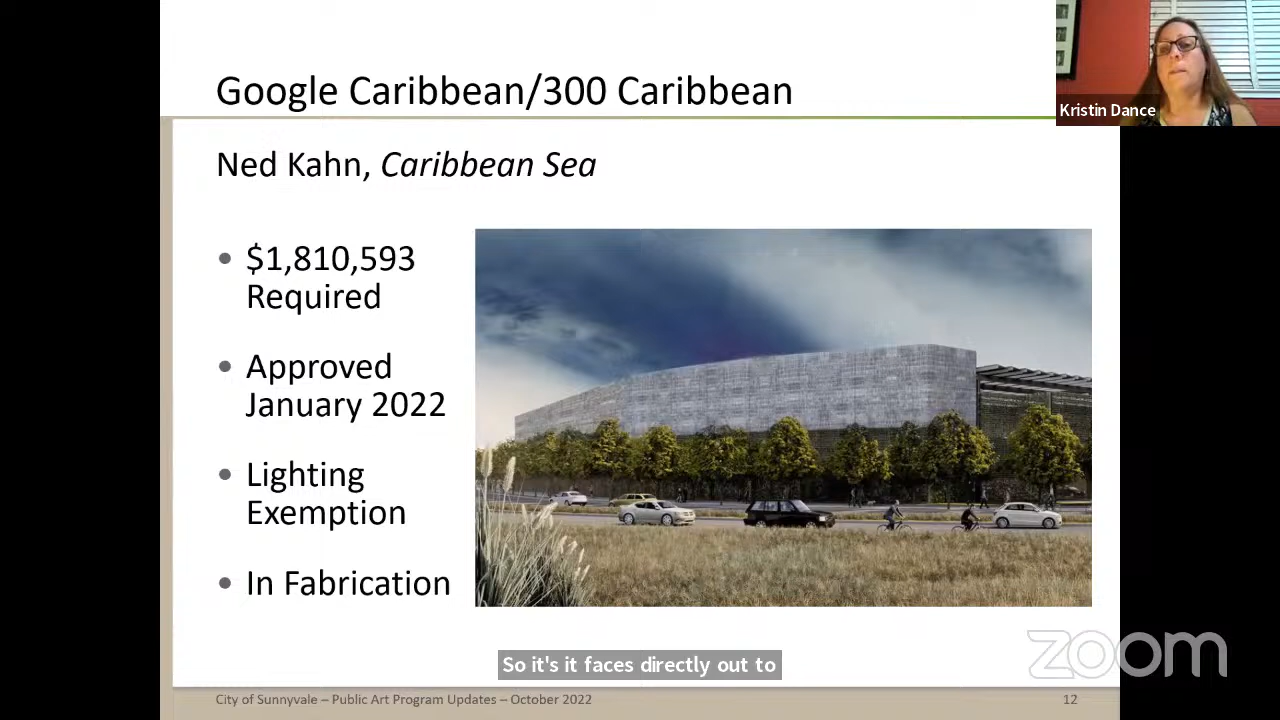 Google Caribbean/300 Caribbean
Kristin Dance
Ned Kahn, Caribbean Sea
• $1,810,593
Required
• Approved
January 2022
• Lighting
Exemption
• In Fabrication
So it's it faces directly out to
zoom
City of Sunnyvale – Public Art Program Updates – October 2022
12